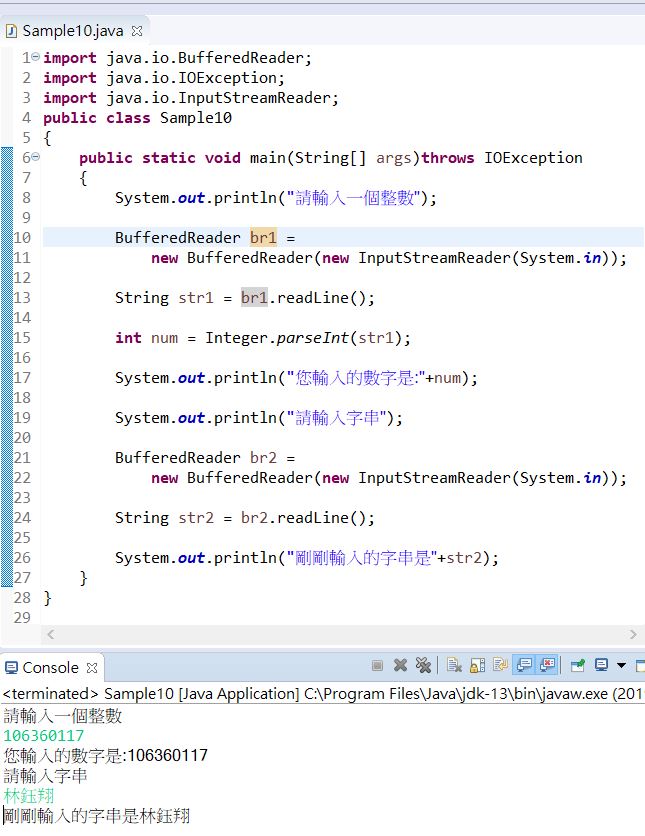 Sample10.java
1 import java.io.BufferedReader;
2 import java.io.IOException;
3 import java.io.InputStreamReader;
4 public class Sample10
5 {
6 public static void main(String[] args)throws IOException
7 {
8 System.out.println("請輸入一個整數");
9
10 BufferedReader br1 =
11 new BufferedReader(new InputStreamReader(System.in));
12
13 String str1 = br1.readLine();
14
15 int num = Integer.parseInt(str1);
16
17 System.out.println("您輸入的數字是:"+num);
18
19 System.out.println("請輸入字串");
20
21 BufferedReader br2 =
22 new BufferedReader(new InputStreamReader(System.in));
23
24 String str2 = br2.readLine();
25
26 System.out.println("剛剛輸入的字串是"+str2);
27 }
28 }
29
Console
<terminated> Sample10 [Java Application] C:\Program Files\Java\jdk-13\bin\javaw.exe (201
請輸入一個整數
106360117
您輸入的數字是:106360117
請輸入字串
林鈺翔
剛剛輸入的字串是林鈺翔